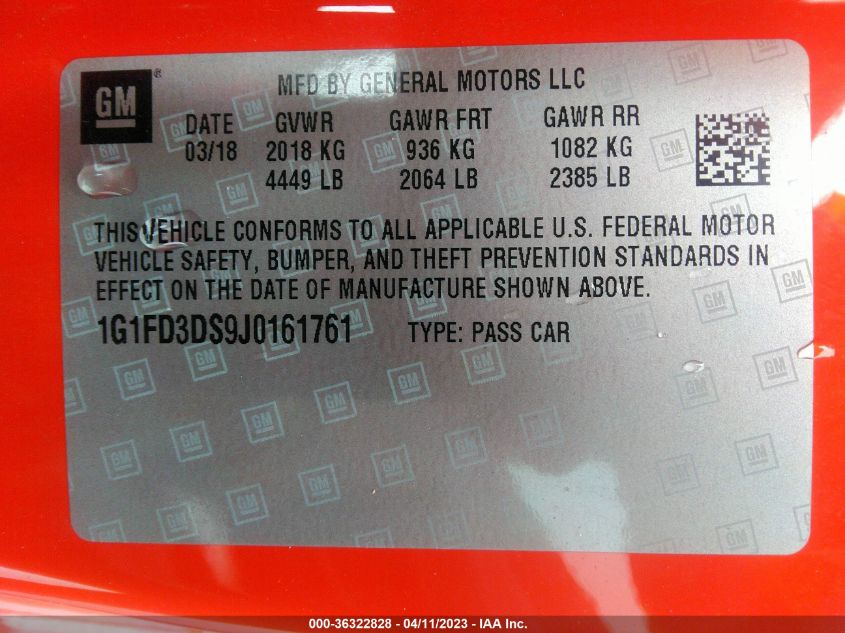 GM ®
MFD BY GENERAL MOTORS LLC
DATE GVWR GAWR FRT GAWR RR
03/18 2018 KG 936 KG 1082 KG
4449 LB 2064 LB 2385 LB
THIS VEHICLE CONFORMS TO ALL APPLICABLE U.S. FEDERAL MOTOR
VEHICLE SAFETY, BUMPER, AND THEFT PREVENTION STANDARDS IN
EFFECT ON THE DATE OF MANUFACTURE SHOWN ABOVE.
1G1FD3DS9J0161761 TYPE: PASS CAR
000-36322828 - 04/11/2023 - IAA Inc.